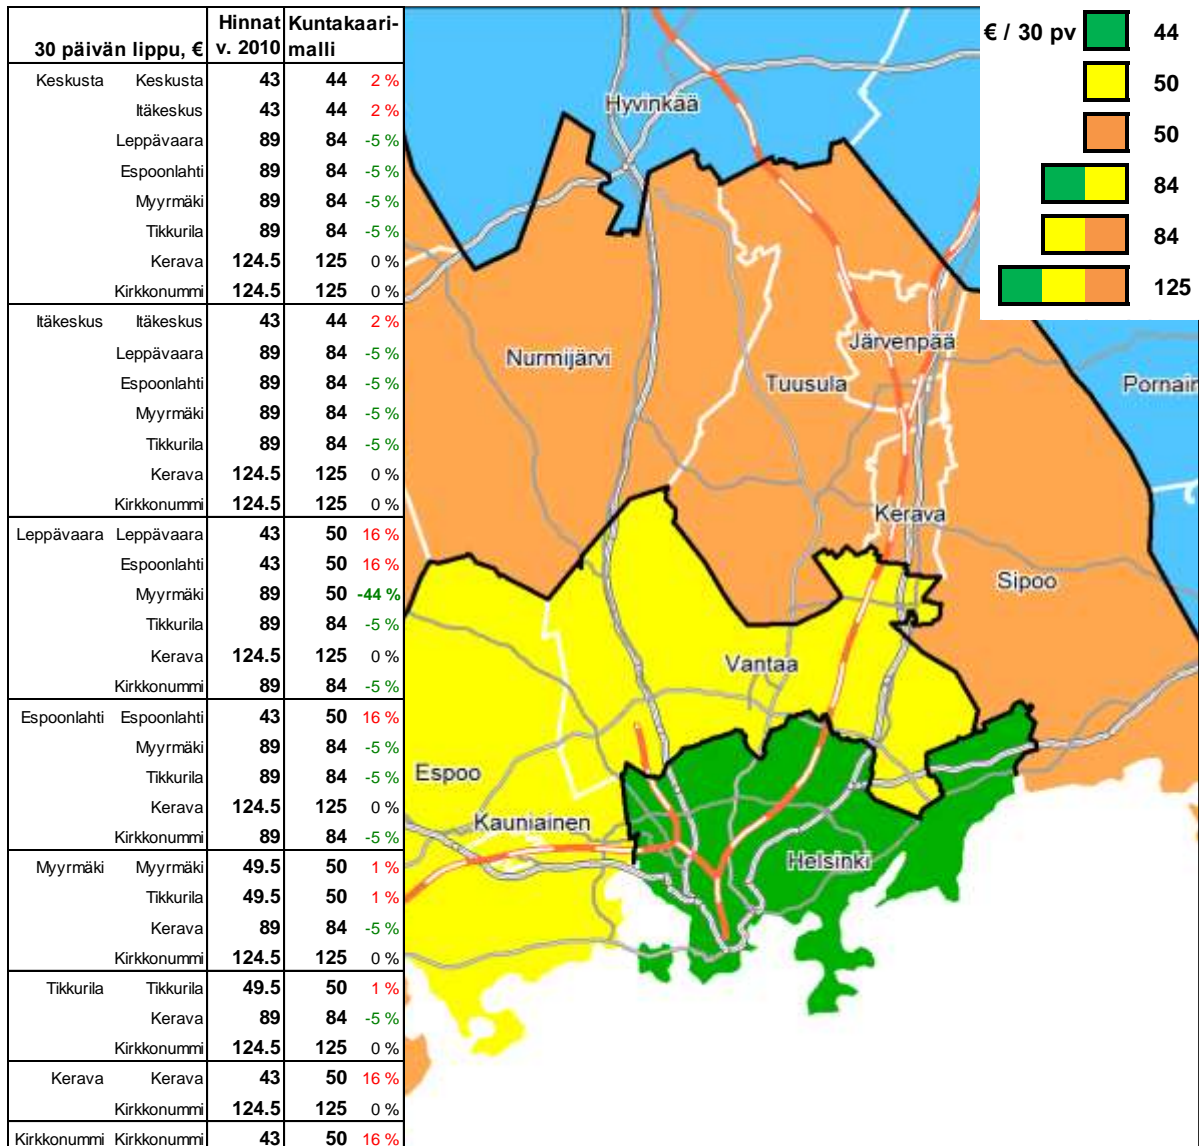 30 päivän lippu, € Hinnat v. 2010 Kuntakaari-malli
Keskusta Keskusta 43 44 2 %
Itäkeskus 43 44 2 %
Leppävaara 89 84 -5 %
Espoonlahti 89 84 -5 %
Myyrmäki 89 84 -5 %
Tikkurila 89 84 -5 %
Kerava 124.5 125 0 %
Kirkkonummi 124.5 125 0 %
Itäkeskus Itäkeskus 43 44 2 %
Leppävaara 89 84 -5 %
Espoonlahti 89 84 -5 %
Myyrmäki 89 84 -5 %
Tikkurila 89 84 -5 %
Kerava 124.5 125 0 %
Kirkkonummi 124.5 125 0 %
Leppävaara Leppävaara 43 50 16 %
Espoonlahti 43 50 16 %
Myyrmäki 89 50 -44 %
Tikkurila 89 84 -5 %
Kerava 124.5 125 0 %
Kirkkonummi 89 84 -5 %
Espoonlahti Espoonlahti 43 50 16 %
Myyrmäki 89 84 -5 %
Tikkurila 89 84 -5 %
Kerava 124.5 125 0 %
Kirkkonummi 89 84 -5 %
Myyrmäki Myyrmäki 49.5 50 1 %
Tikkurila 49.5 50 1 %
Kerava 89 84 -5 %
Kirkkonummi 124.5 125 0 %
Tikkurila Tikkurila 49.5 50 1 %
Kerava 89 84 -5 %
Kirkkonummi 124.5 125 0 %
Kerava Kerava 43 50 16 %
Kirkkonummi 124.5 125 0 %
Kirkkonummi Kirkkonummi 43 50 16 %
€ / 30 pv 44
50
50
84
84
125
Hyvinkää
Nurmijärvi
Järvenpää
Tuusula
Pornair
Kerava
Sipoo
Vantaa
Espoo
Kauniainen
Helsinki